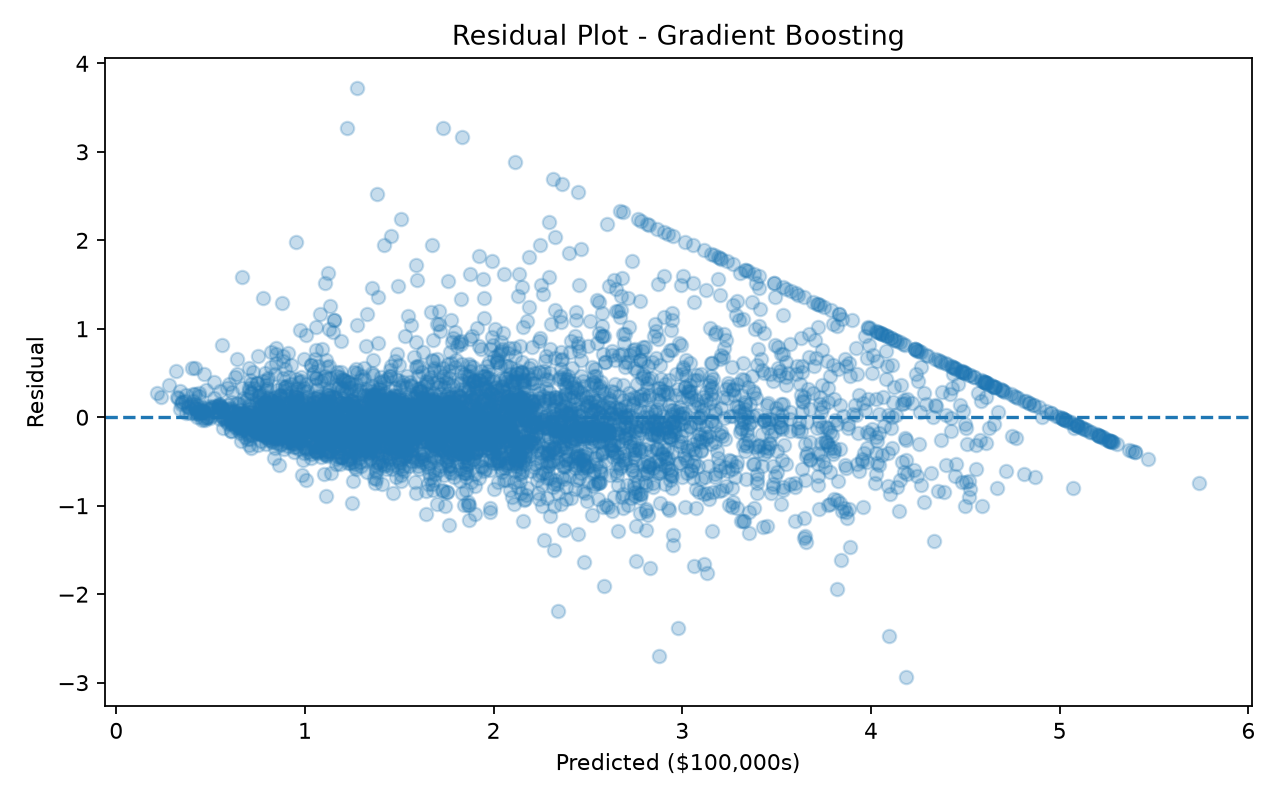 Residual Plot - Gradient Boosting
4
3
2
1
0
−1
−2
−3
Residual
0 1 2 3 4 5 6
Predicted ($100,000s)